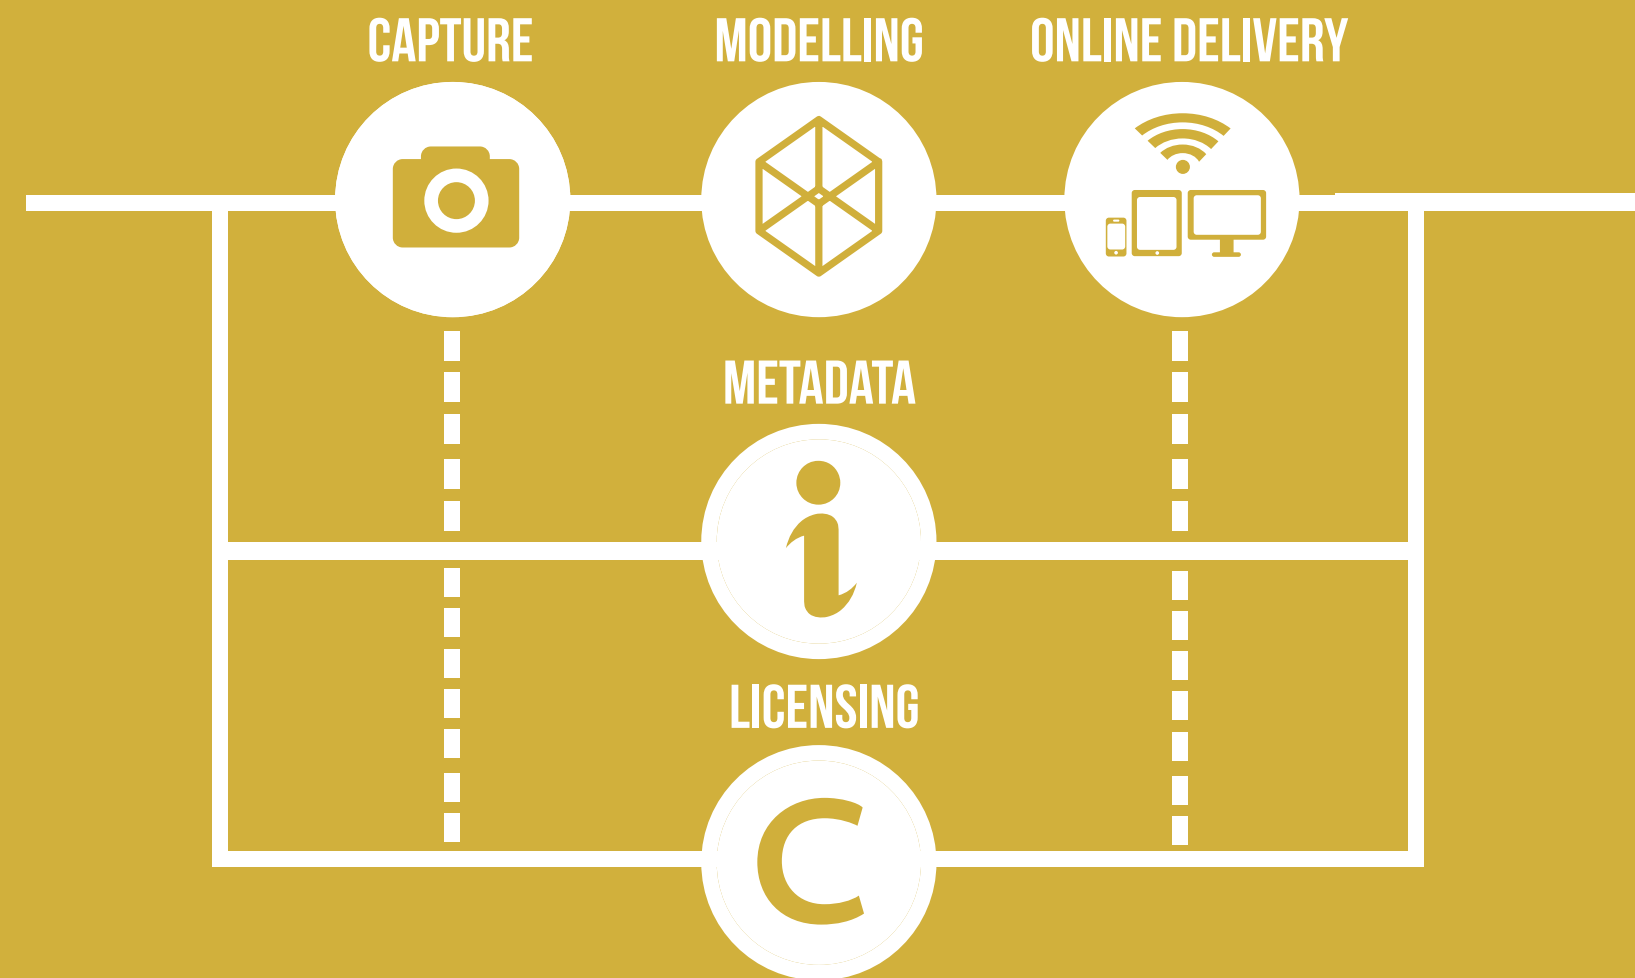 CAPTURE MODELLING ONLINE DELIVERY
METADATA
i
LICENSING
C